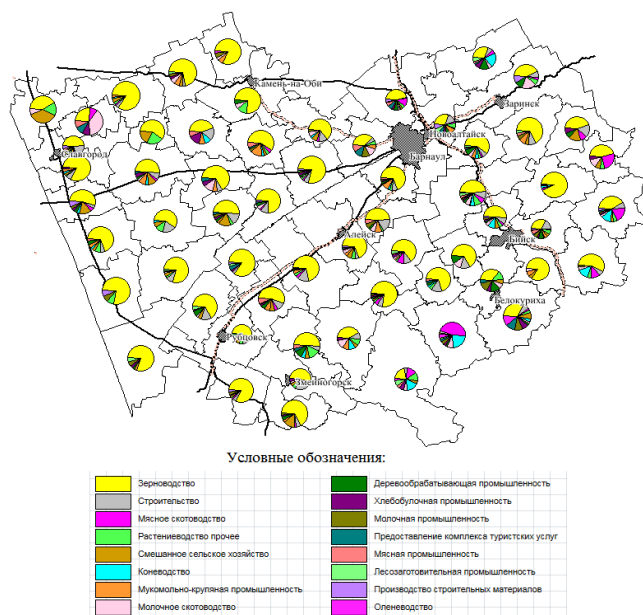 Камень-на-Оби
Заринск
Новоалтайск
Барнаул
Славгород
Алейск
Бийск
Белокуриха
Рубцовск
Змеиногорск
Условные обозначения:
Зерноводство
Строительство
Мясное скотоводство
Растениеводство прочее
Смешанное сельское хозяйство
Коневодство
Мукомольно-крупяная промышленность
Молочное скотоводство
Деревообрабатывающая промышленность
Хлебобулочная промышленность
Молочная промышленность
Предоставление комплекса туристских услуг
Мясная промышленность
Лесозаготовительная промышленность
Производство строительных материалов
Оленеводство